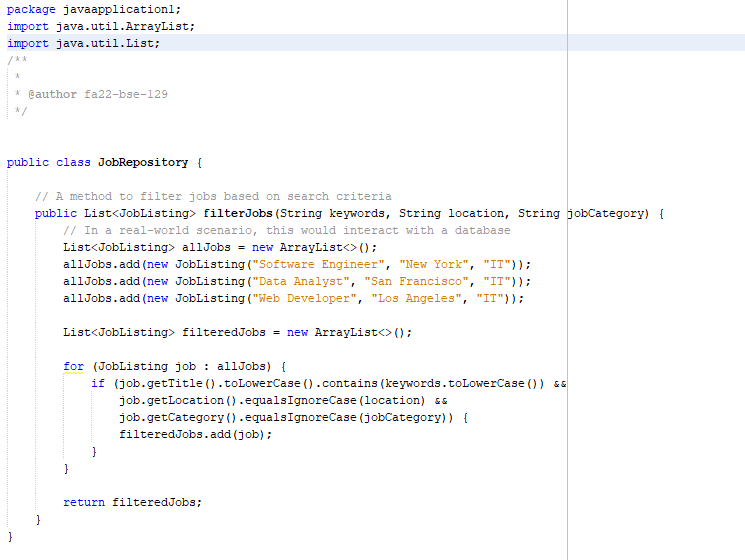 package javaapplication1;
import java.util.ArrayList;
import java.util.List;
/**
 *
 * @author fa22-bse-129
 */
public class JobRepository {
    // A method to filter jobs based on search criteria
    public List<JobListing> filterJobs(String keywords, String location, String jobCategory) {
        // In a real-world scenario, this would interact with a database
        List<JobListing> allJobs = new ArrayList<>();
        allJobs.add(new JobListing("Software Engineer", "New York", "IT"));
        allJobs.add(new JobListing("Data Analyst", "San Francisco", "IT"));
        allJobs.add(new JobListing("Web Developer", "Los Angeles", "IT"));
        List<JobListing> filteredJobs = new ArrayList<>();
        for (JobListing job : allJobs) {
            if (job.getTitle().toLowerCase().contains(keywords.toLowerCase()) &&
                job.getLocation().equalsIgnoreCase(location) &&
                job.getCategory().equalsIgnoreCase(jobCategory)) {
                filteredJobs.add(job);
            }
        }
        return filteredJobs;
    }
}